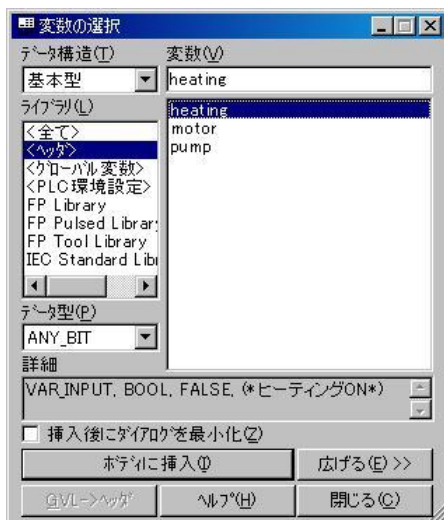 変数の選択
ﾃﾞｰﾀ構造(T)
変数(V)
基本型
heating
ﾗｲﾌﾞﾗﾘ(L)
<全て>
<ﾍｯﾀﾞ>
<ｸﾞﾛｰﾊﾞﾙ変数>
<PLC環境設定>
FP Library
FP Pulsed Librar
FP Tool Library
IEC Standard Lib
heating
motor
pump
ﾃﾞｰﾀ型(P)
ANY_BIT
詳細
VAR_INPUT, BOOL, FALSE, (*ヒーティングON*)
挿入後にﾀﾞｲｱﾛｸﾞを最小化(Z)
ﾎﾞﾃﾞｨに挿入(I)
広げる(E) >>
GVL->ﾍｯﾀﾞ
ﾍﾙﾌﾟ(H)
閉じる(C)